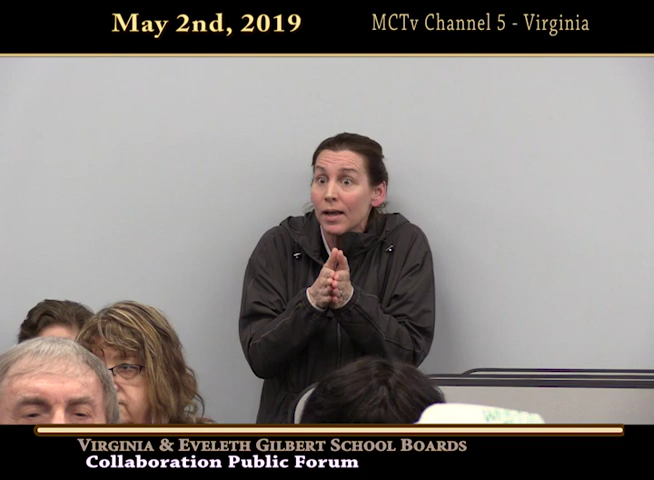 May 2nd, 2019 MCTv Channel 5 - Virginia
Virginia & Eveleth Gilbert School Boards
Collaboration Public Forum